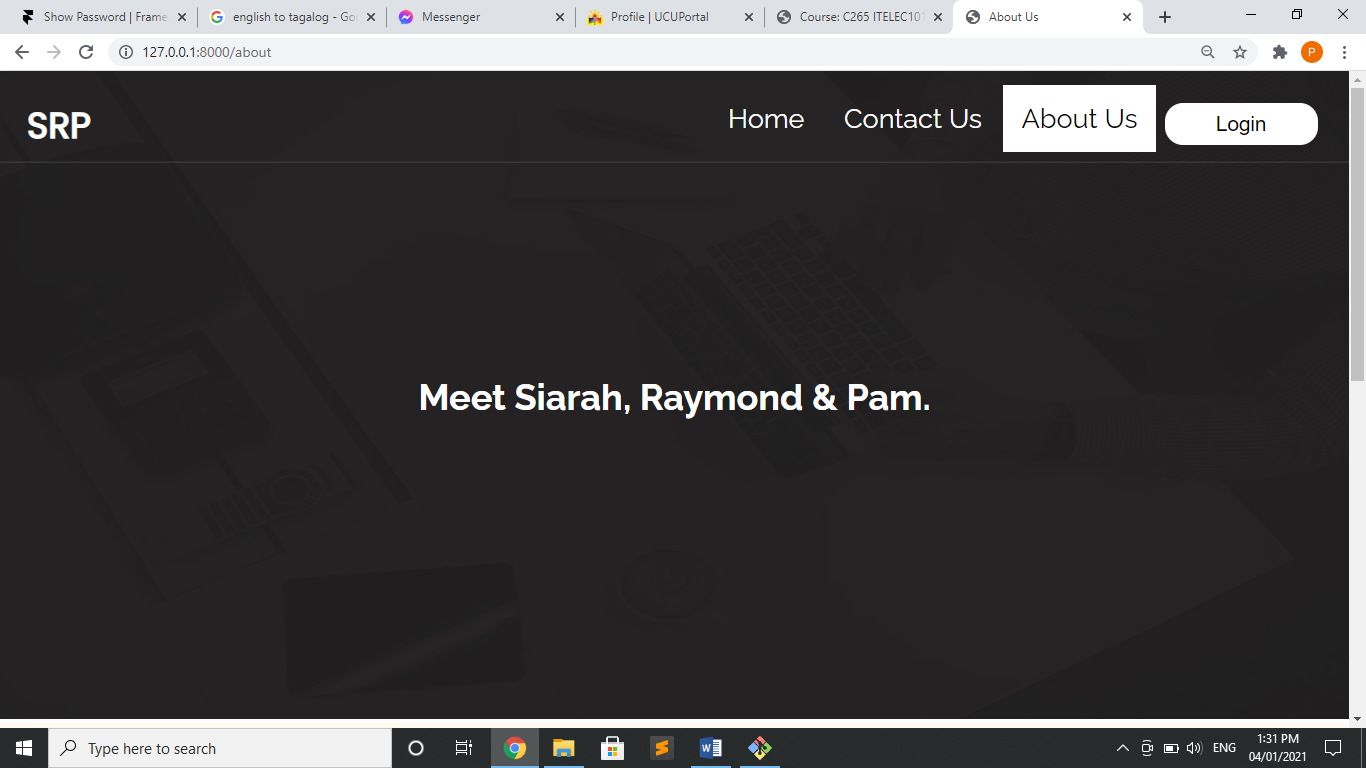 Show Password | Frame
english to tagalog - Go
Messenger
Profile | UCUPortal
Course: C265 ITELEC101
About Us
127.0.0.1:8000/about
P
SRP
Home
Contact Us
About Us
Login
Meet Siarah, Raymond & Pam.
Type here to search
ENG
1:31 PM
04/01/2021